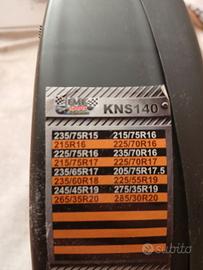 KNS140
235/75R15 215/75R16
215R16 225/70R16
225/75R16 235/70R16
225/75R17 225/70R17
235/65R17 205/75R17.5
235/60R18 225/55R19
245/45R19 275/35R19
265/35R20 285/30R20
subito